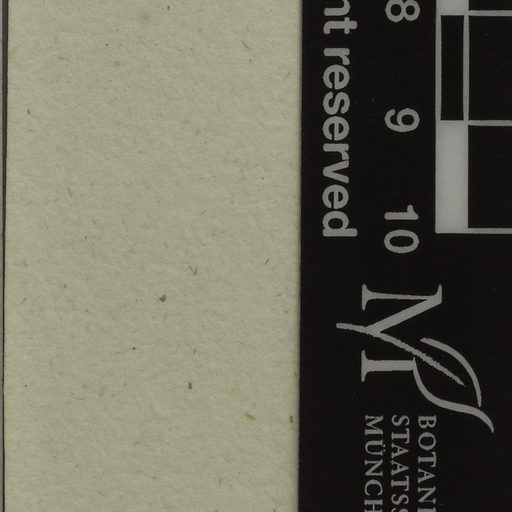 nt reserved
8 9 10
M
BOTANI
STAATSS
MÜNCH